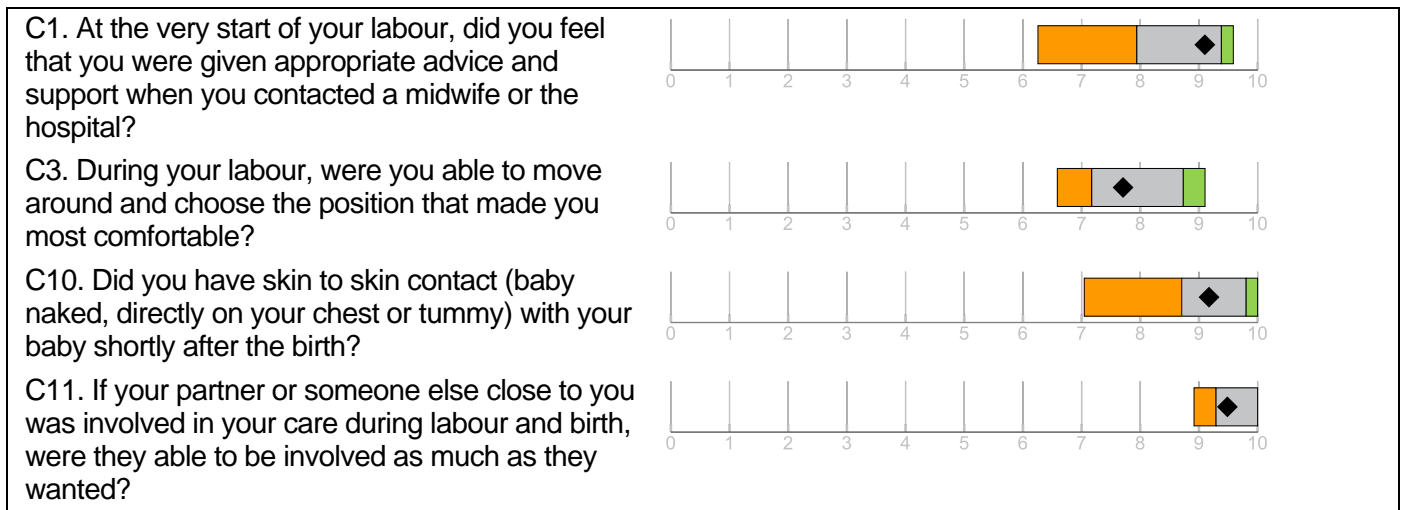 C1. At the very start of your labour, did you feel
that you were given appropriate advice and
support when you contacted a midwife or the
hospital?
0 1 2 3 4 5 6 7 8 9 10
C3. During your labour, were you able to move
around and choose the position that made you
most comfortable?
0 1 2 3 4 5 6 7 8 9 10
C10. Did you have skin to skin contact (baby
naked, directly on your chest or tummy) with your
baby shortly after the birth?
0 1 2 3 4 5 6 7 8 9 10
C11. If your partner or someone else close to you
was involved in your care during labour and birth,
were they able to be involved as much as they
wanted?
0 1 2 3 4 5 6 7 8 9 10